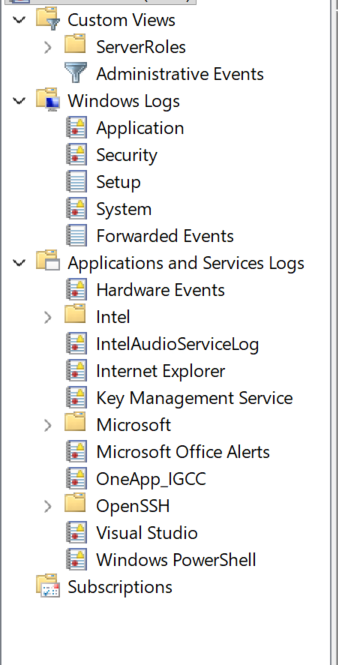 Custom Views
ServerRoles
Administrative Events
Windows Logs
Application
Security
Setup
System
Forwarded Events
Applications and Services Logs
Hardware Events
Intel
IntelAudioServiceLog
Internet Explorer
Key Management Service
Microsoft
Microsoft Office Alerts
OneApp_IGCC
OpenSSH
Visual Studio
Windows PowerShell
Subscriptions